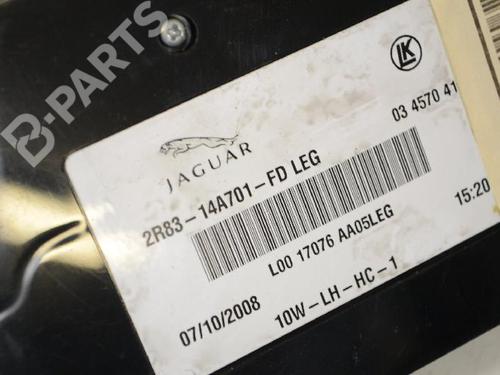 B-PARTS
LK
03 4570 41
JAGUAR
2R83-14A701-FD LEG
L00 17076 AA05LEG
15:20
07/10/2008
10W-LH-HC-1